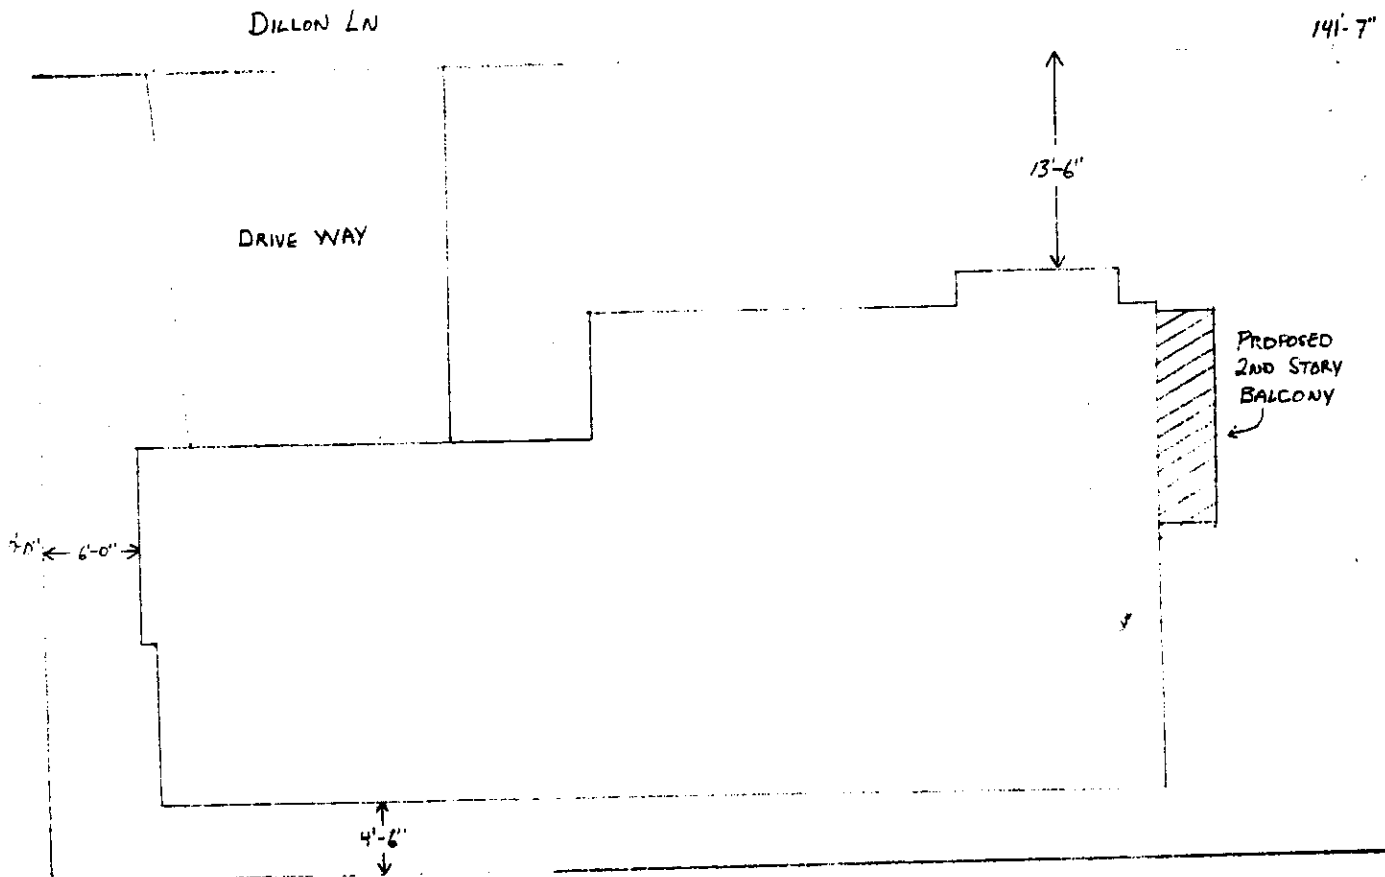 DILLON LN
141'-7"
13'-6"
DRIVE WAY
PROPOSED
2ND STORY
BALCONY
6'-0"
4'-6"